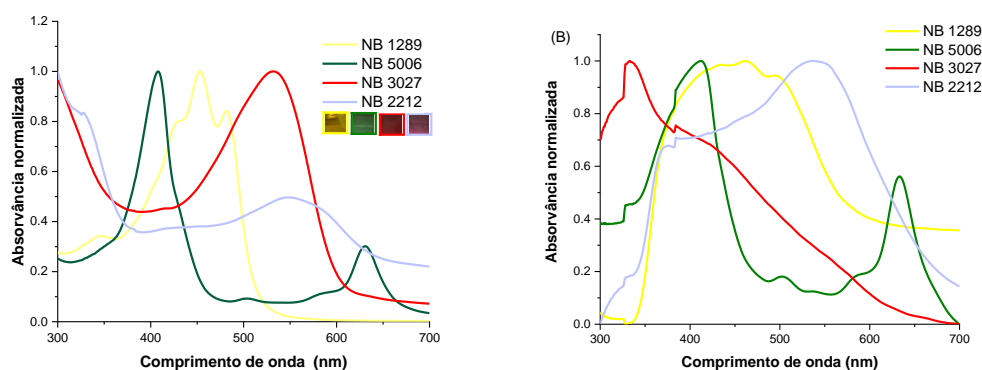 1.2
1.0
0.8
0.6
0.4
0.2
0.0
300
400
500
600
700
Absorvância normalizada
Comprimento de onda (nm)
NB 1289
NB 5006
NB 3027
NB 2212
(B)
1.0
0.8
0.6
0.4
0.2
0.0
300
400
500
600
700
Absorvância normalizada
Comprimento de onda (nm)
NB 1289
NB 5006
NB 3027
NB 2212